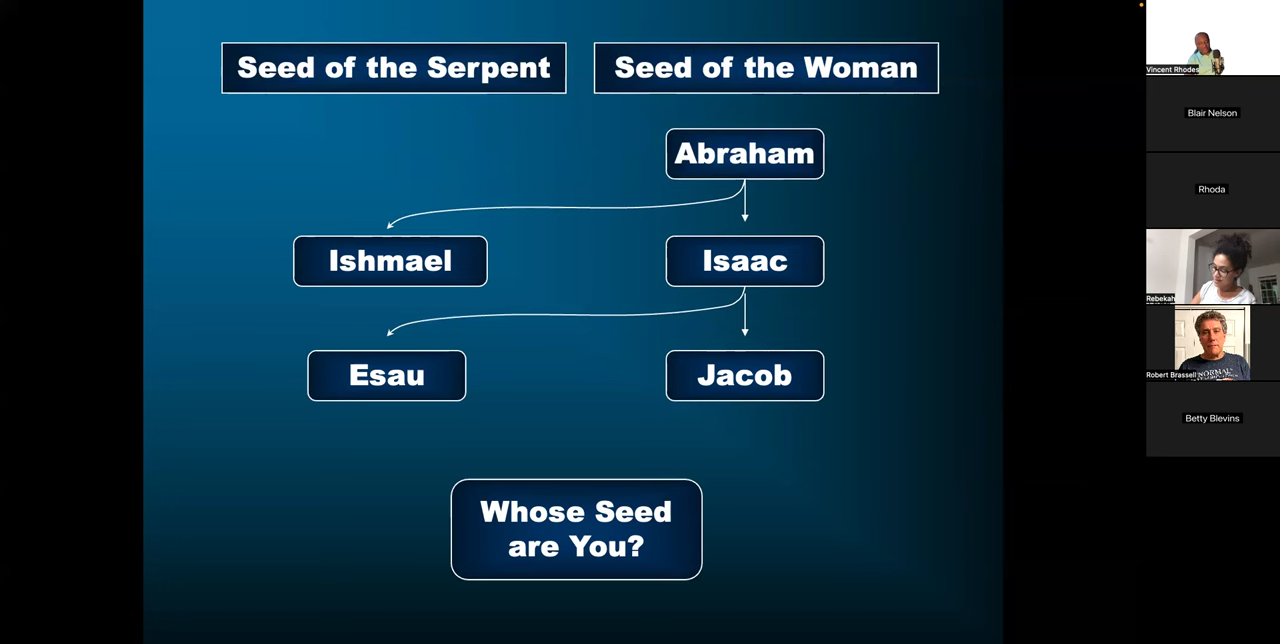 Seed of the Serpent
Seed of the Woman
Abraham
Ishmael
Isaac
Esau
Jacob
Whose Seed
are You?
Vincent Rhodes
Blair Nelson
Rhoda
Rebekah
NORMAL
Robert Brassell
Betty Blevins